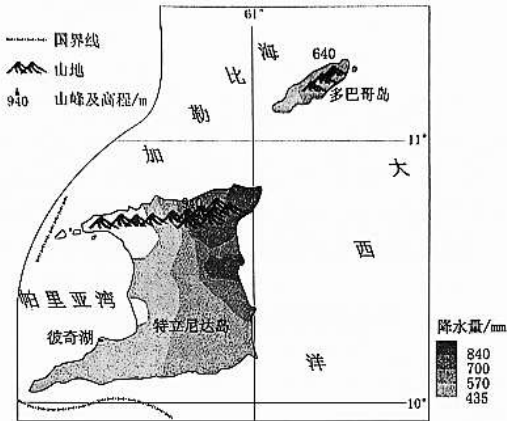 61°
国界线
山地
940 山峰及高程/m
加勒比海
640
多巴哥岛
11°
大西洋
帕里亚湾
彼奇湖
特立尼达岛
降水量/mm
840
700
570
435
10°